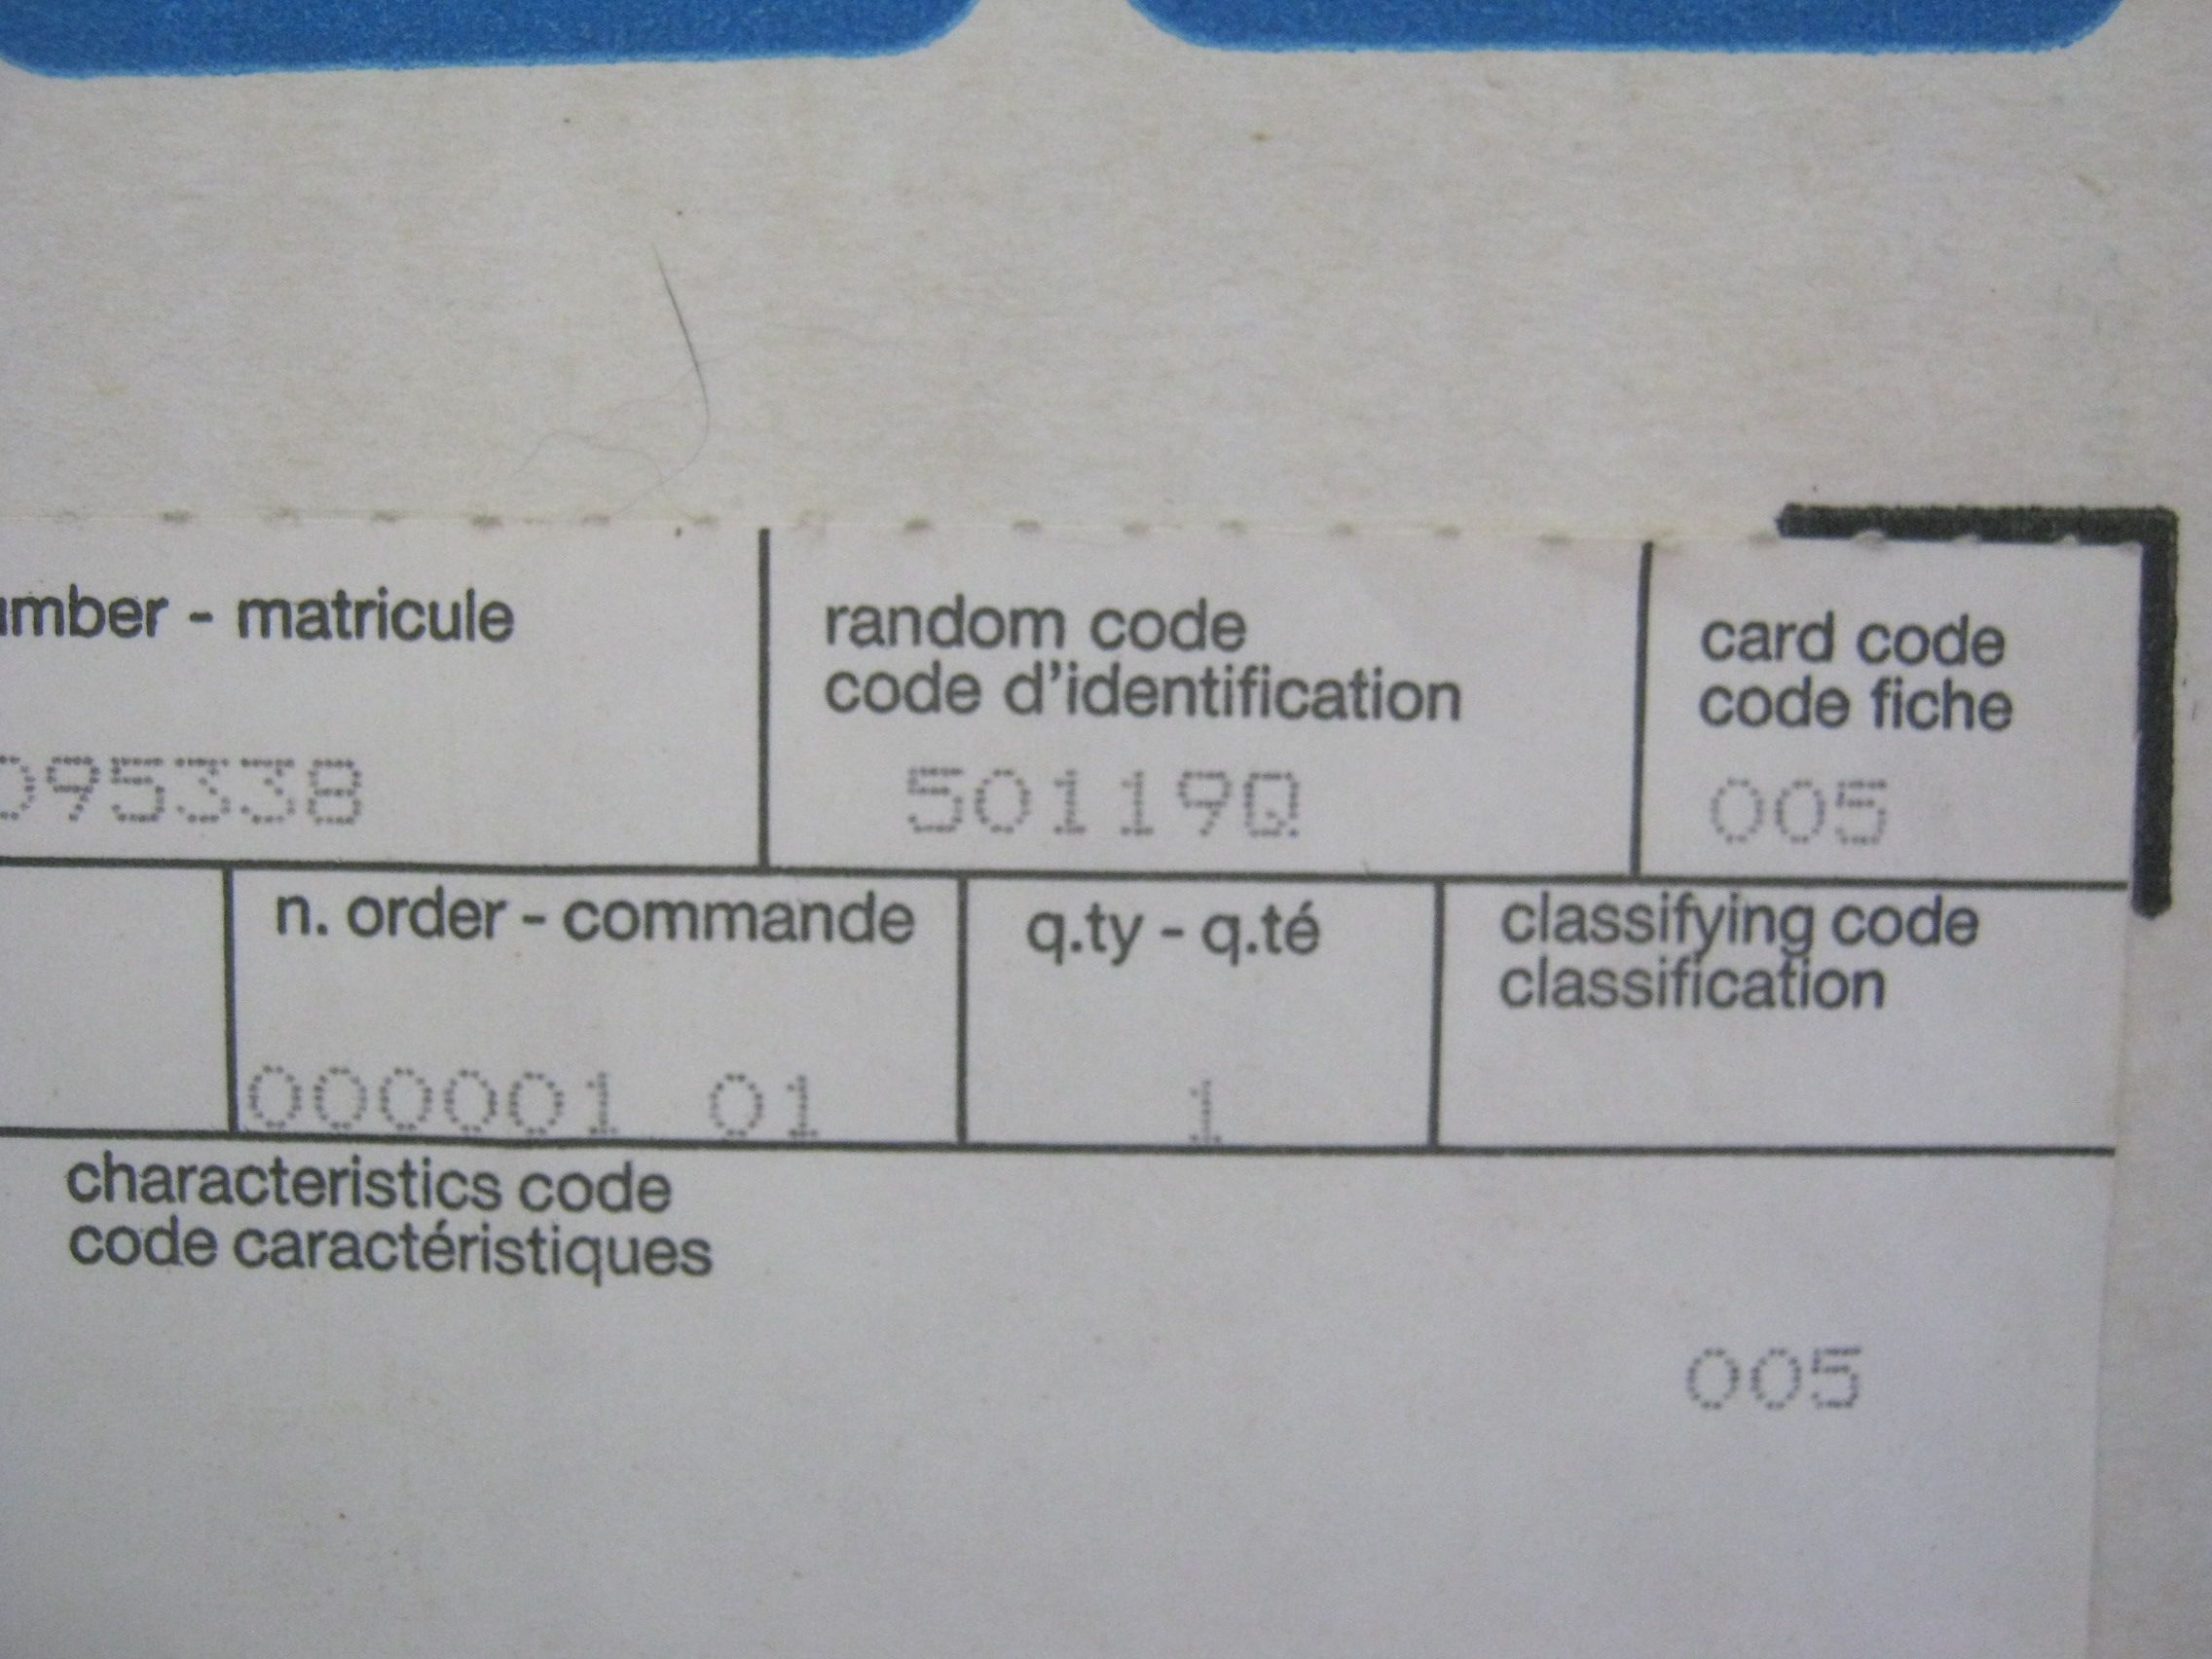 umber - matricule
random code
code d'identification
card code
code fiche
095338
50119Q
005
n. order - commande
q.ty - q.té
classifying code
classification
000001 01
1
characteristics code
code caractéristiques
005